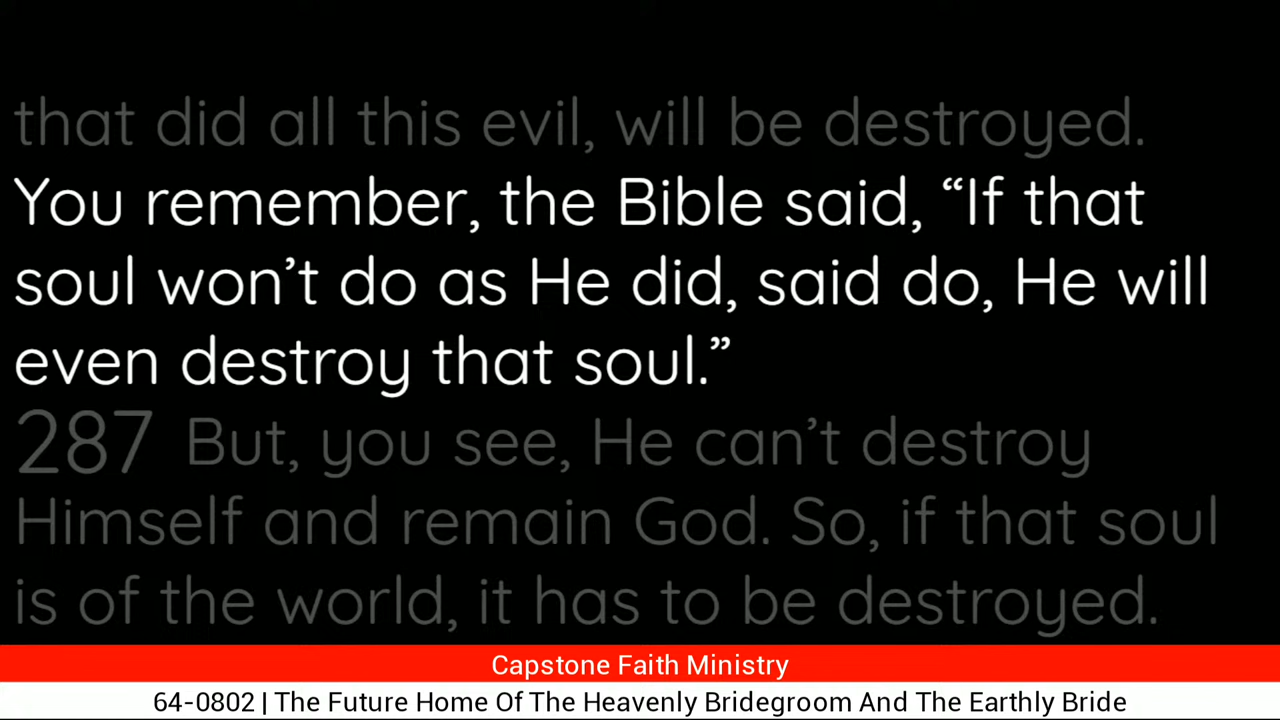 that did all this evil, will be destroyed.
You remember, the Bible said, “If that
soul won’t do as He did, said do, He will
even destroy that soul.”
287 But, you see, He can’t destroy
Himself and remain God. So, if that soul
is of the world, it has to be destroyed.
Capstone Faith Ministry
64-0802 | The Future Home Of The Heavenly Bridegroom And The Earthly Bride